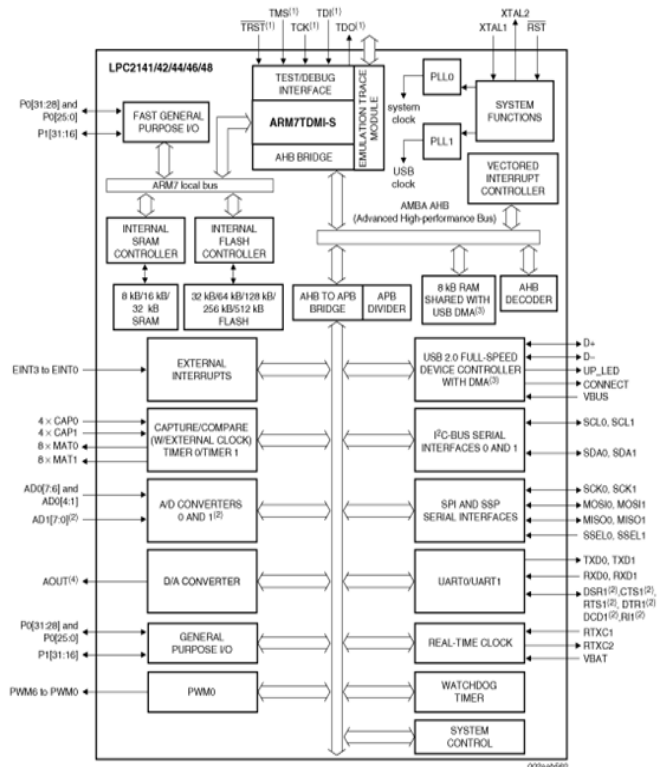 TMS(1) TDI(1)
TRST(1) TCK(1) TDO(1)
XTAL2
XTAL1 RST
LPC2141/42/44/46/48
TEST/DEBUG
INTERFACE
ARM7TDMI-S
AHB BRIDGE
EMULATION TRACE
MODULE
PLL0
system
clock
PLL1
USB
clock
SYSTEM
FUNCTIONS
VECTORED
INTERRUPT
CONTROLLER
P0[31:28] and
P0[25:0]
P1[31:16]
FAST GENERAL
PURPOSE I/O
ARM7 local bus
AMBA AHB
(Advanced High-performance Bus)
INTERNAL
SRAM
CONTROLLER
INTERNAL
FLASH
CONTROLLER
8 kB/16 kB/
32 kB
SRAM
32 kB/64 kB/128 kB/
256 kB/512 kB
FLASH
AHB TO APB
BRIDGE
APB
DIVIDER
8 kB RAM
SHARED WITH
USB DMA(3)
AHB
DECODER
EINT3 to EINT0
EXTERNAL
INTERRUPTS
USB 2.0 FULL-SPEED
DEVICE CONTROLLER
WITH DMA(3)
D+
D−
UP_LED
CONNECT
VBUS
4 × CAP0
4 × CAP1
8 × MAT0
8 × MAT1
CAPTURE/COMPARE
(W/EXTERNAL CLOCK)
TIMER 0/TIMER 1
I2C-BUS SERIAL
INTERFACES 0 AND 1
SCL0, SCL1
SDA0, SDA1
AD0[7:6] and
AD0[4:1]
AD1[7:0](2)
A/D CONVERTERS
0 AND 1(2)
SPI AND SSP
SERIAL INTERFACES
SCK0, SCK1
MOSI0, MOSI1
MISO0, MISO1
SSEL0, SSEL1
AOUT(4)
D/A CONVERTER
UART0/UART1
TXD0, TXD1
RXD0, RXD1
DSR1(2),CTS1(2),
RTS1(2), DTR1(2)
DCD1(2),RI1(2)
P0[31:28] and
P0[25:0]
P1[31:16]
GENERAL
PURPOSE I/O
REAL-TIME CLOCK
RTXC1
RTXC2
VBAT
PWM6 to PWM0
PWM0
WATCHDOG
TIMER
SYSTEM
CONTROL